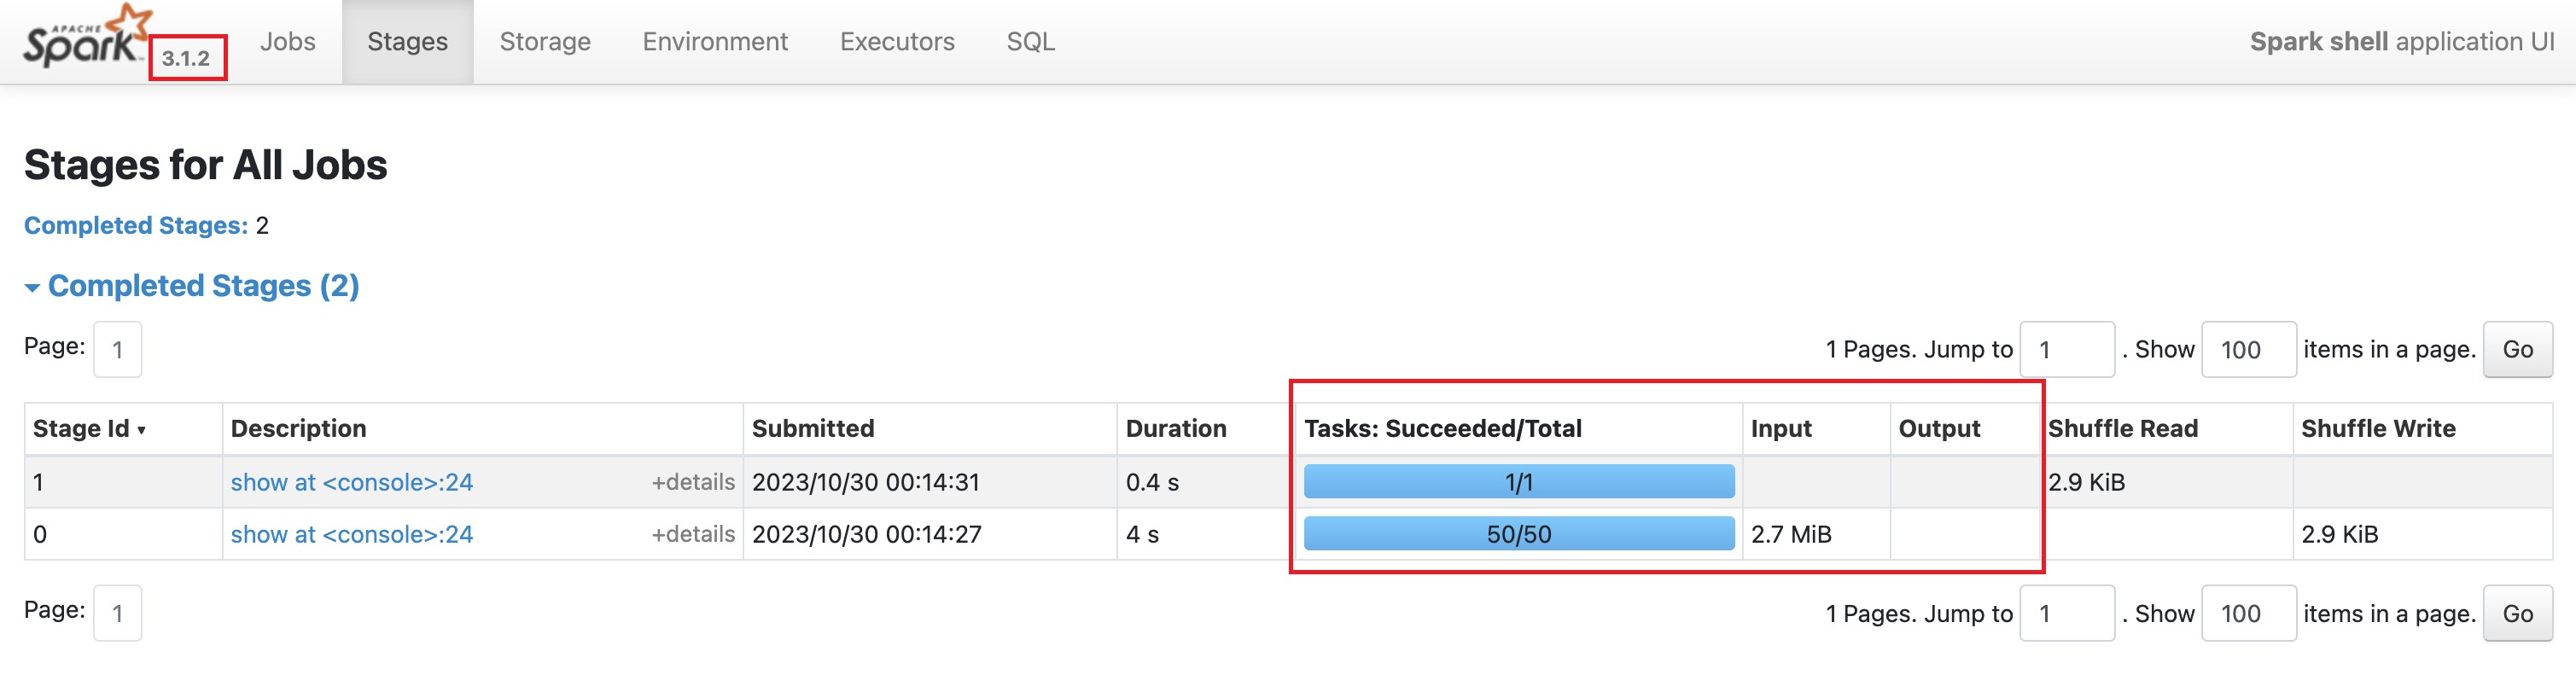 APACHE
Spark 3.1.2 Jobs Stages Storage Environment Executors SQL Spark shell application UI
Stages for All Jobs
Completed Stages: 2
Completed Stages (2)
Page: 1 1 Pages. Jump to 1 . Show 100 items in a page. Go
Stage Id ▾ Description Submitted Duration Tasks: Succeeded/Total Input Output Shuffle Read Shuffle Write
1 show at <console>:24 +details 2023/10/30 00:14:31 0.4 s 1/1 2.9 KiB
0 show at <console>:24 +details 2023/10/30 00:14:27 4 s 50/50 2.7 MiB 2.9 KiB
Page: 1 1 Pages. Jump to 1 . Show 100 items in a page. Go